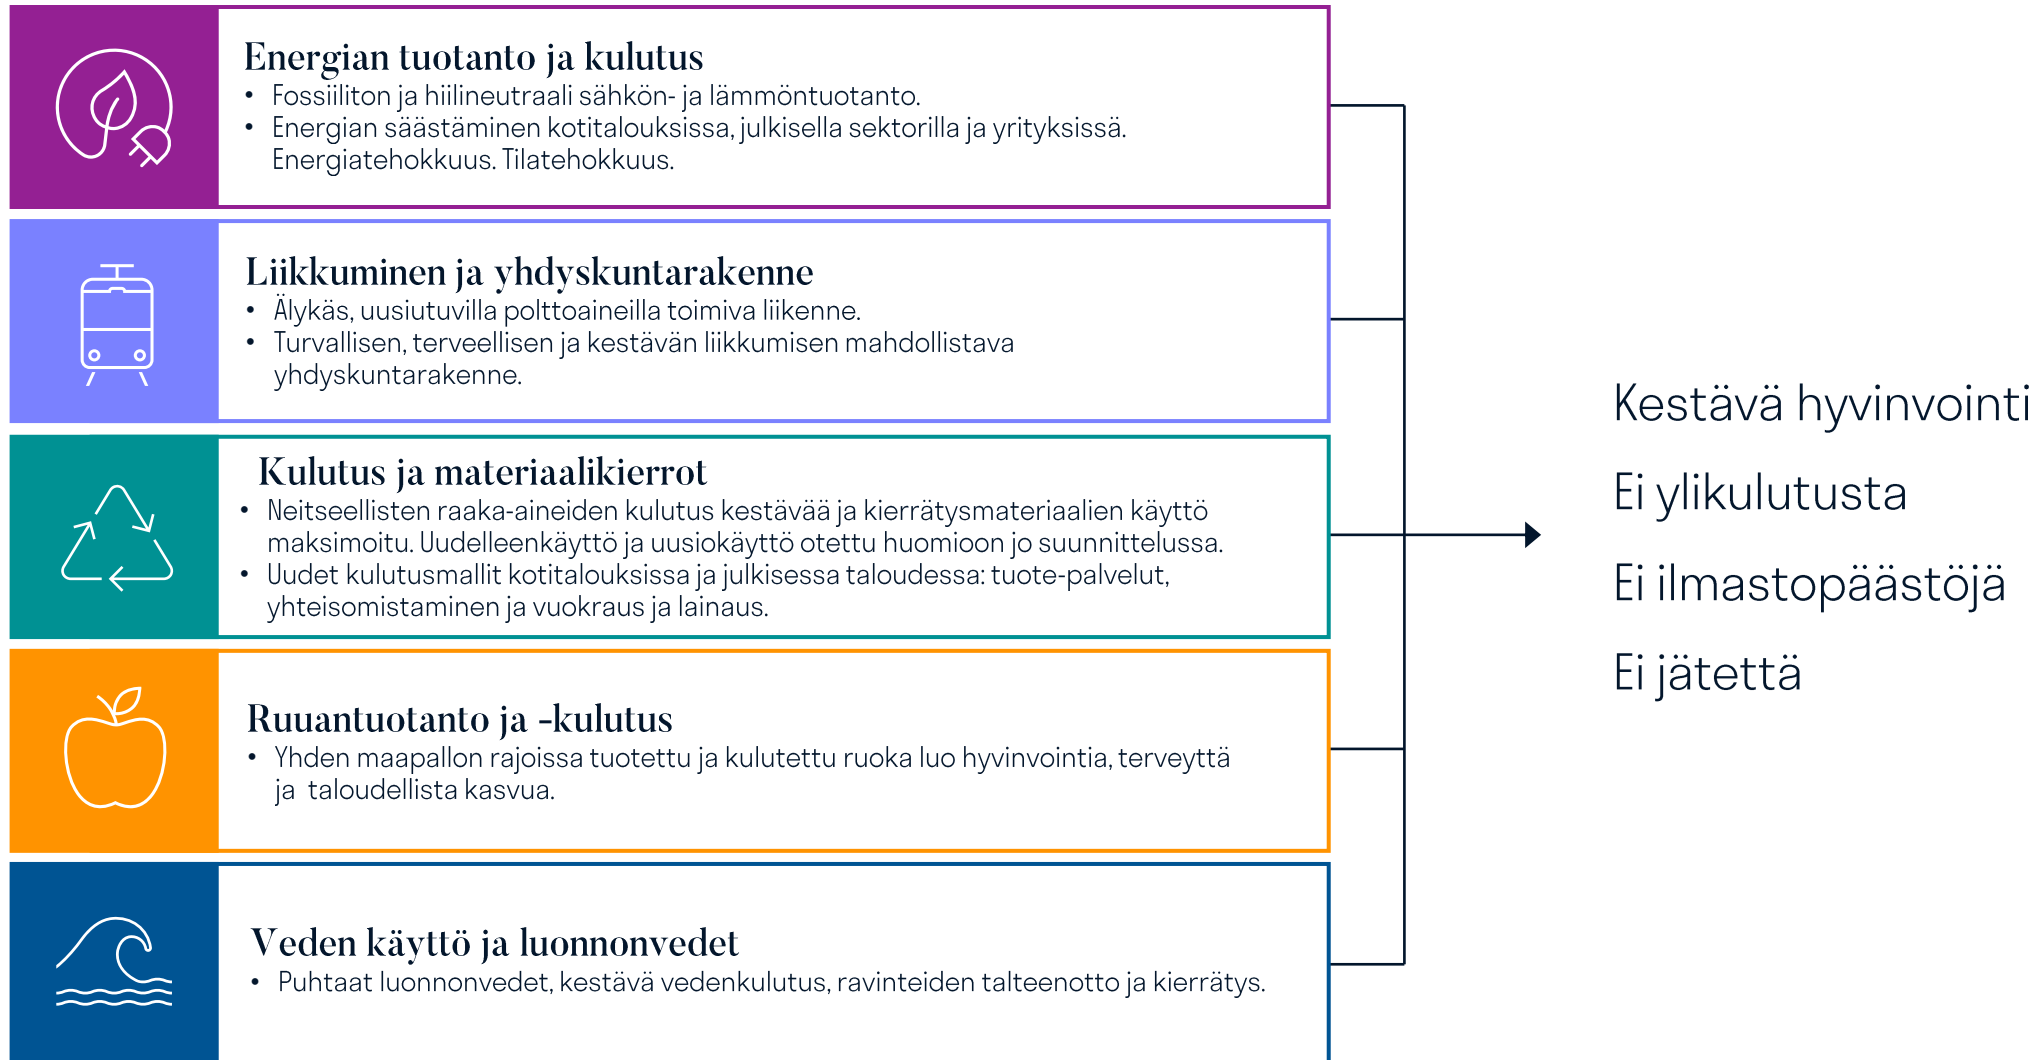 Energian tuotanto ja kulutus
• Fossiiliton ja hiilineutraali sähkön- ja lämmöntuotanto.
• Energian säästäminen kotitalouksissa, julkisella sektorilla ja yrityksissä.
Energiatehokkuus. Tilatehokkuus.
Liikkuminen ja yhdyskuntarakenne
• Älykäs, uusiutuvilla polttoaineilla toimiva liikenne.
• Turvallisen, terveellisen ja kestävän liikkumisen mahdollistava
yhdyskuntarakenne.
Kulutus ja materiaalikierrot
• Neitseellisten raaka-aineiden kulutus kestävää ja kierrätysmateriaalien käyttö
maksimoitu. Uudelleenkäyttö ja uusiokäyttö otettu huomioon jo suunnittelussa.
• Uudet kulutusmallit kotitalouksissa ja julkisessa taloudessa: tuote-palvelut,
yhteisomistaminen ja vuokraus ja lainaus.
Ruuantuotanto ja -kulutus
• Yhden maapallon rajoissa tuotettu ja kulutettu ruoka luo hyvinvointia, terveyttä
ja taloudellista kasvua.
Veden käyttö ja luonnonvedet
• Puhtaat luonnonvedet, kestävä vedenkulutus, ravinteiden talteenotto ja kierrätys.
Kestävä hyvinvointi
Ei ylikulutusta
Ei ilmastopäästöjä
Ei jätettä